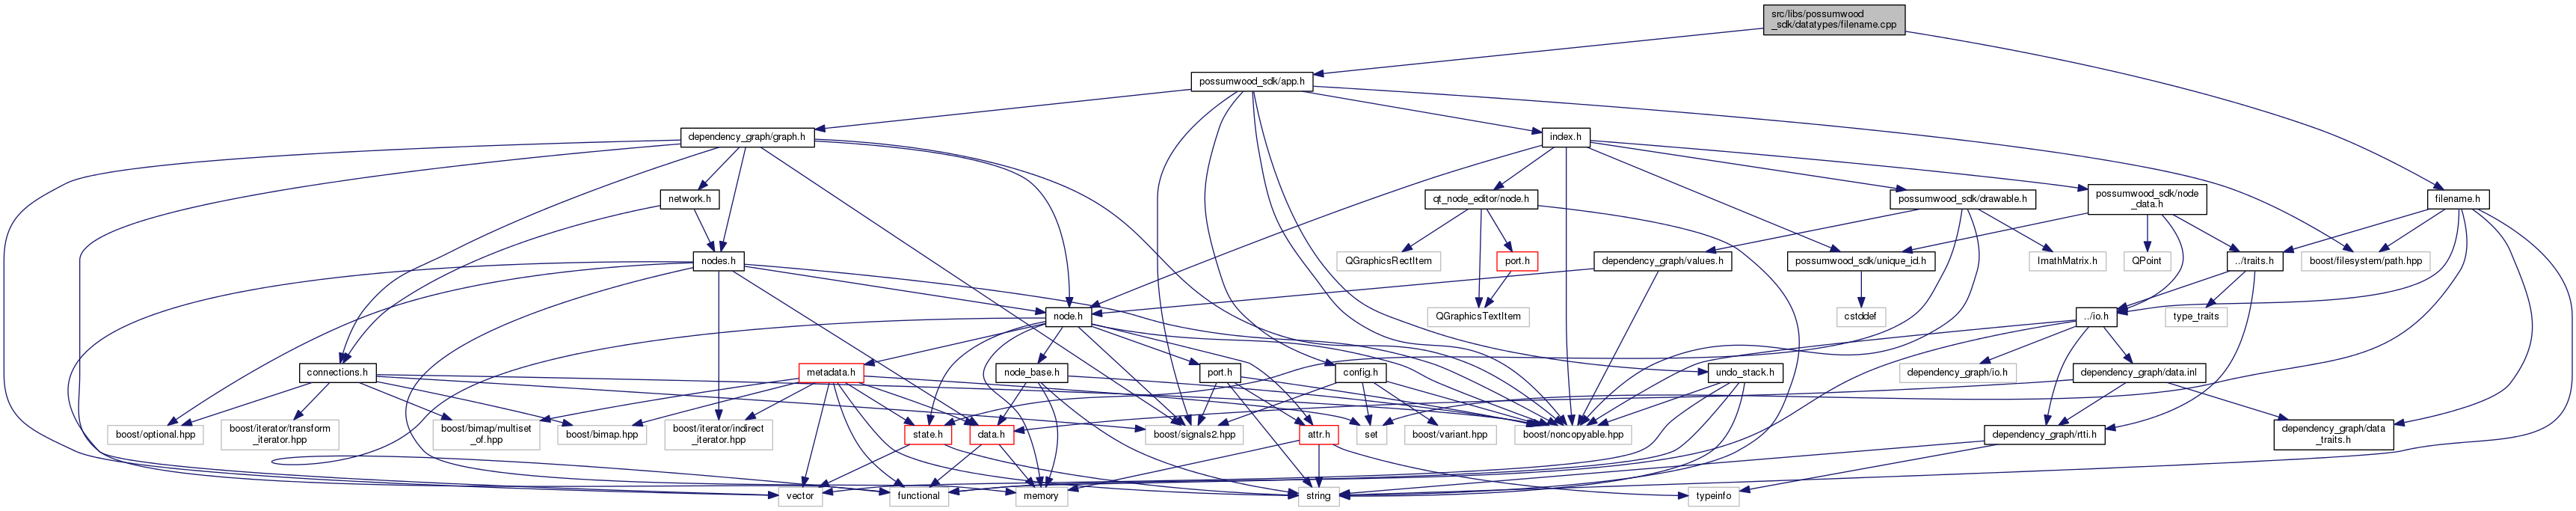 src/libs/possumwood
_sdk/datatypes/filename.cpp
possumwood_sdk/app.h
dependency_graph/graph.h
index.h
network.h
qt_node_editor/node.h
possumwood_sdk/drawable.h
possumwood_sdk/node
_data.h
filename.h
nodes.h
QGraphicsRectItem
port.h
dependency_graph/values.h
possumwood_sdk/unique_id.h
ImathMatrix.h
QPoint
../traits.h
boost/filesystem/path.hpp
node.h
QGraphicsTextItem
cstddef
../io.h
type_traits
connections.h
metadata.h
node_base.h
port.h
config.h
undo_stack.h
dependency_graph/io.h
dependency_graph/data.inl
boost/optional.hpp
boost/iterator/transform
_iterator.hpp
boost/bimap/multiset
_of.hpp
boost/bimap.hpp
boost/iterator/indirect
_iterator.hpp
state.h
data.h
boost/signals2.hpp
attr.h
set
boost/variant.hpp
boost/noncopyable.hpp
dependency_graph/rtti.h
dependency_graph/data
_traits.h
vector
functional
memory
string
typeinfo